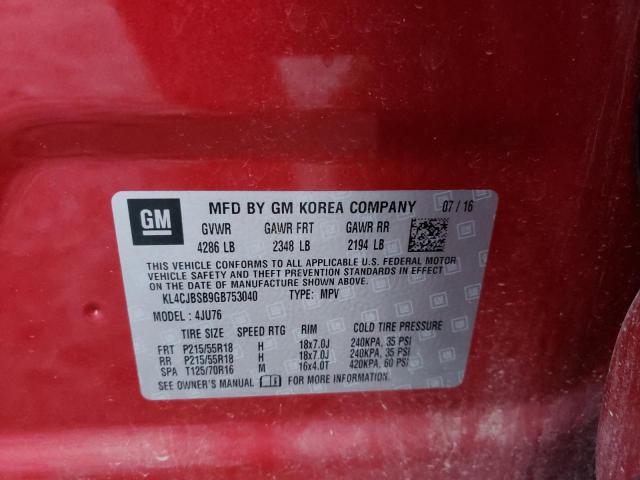 GM
MFD BY GM KOREA COMPANY 07 / 16
GVWR GAWR FRT GAWR RR
4286 LB 2348 LB 2194 LB
THIS VEHICLE CONFORMS TO ALL APPLICABLE U.S. FEDERAL MOTOR
VEHICLE SAFETY AND THEFT PREVENTION STANDARDS IN EFFECT
ON THE DATE OF MANUFACTURE SHOWN ABOVE.
KL4CJBSB9GB753040 TYPE: MPV
MODEL : 4JU76
TIRE SIZE SPEED RTG RIM COLD TIRE PRESSURE
FRT P215/55R18 H 18x7.0J 240KPA, 35 PSI
RR P215/55R18 H 18x7.0J 240KPA, 35 PSI
SPA T125/70R16 M 16x4.0T 420KPA, 60 PSI
SEE OWNER'S MANUAL FOR MORE INFORMATION